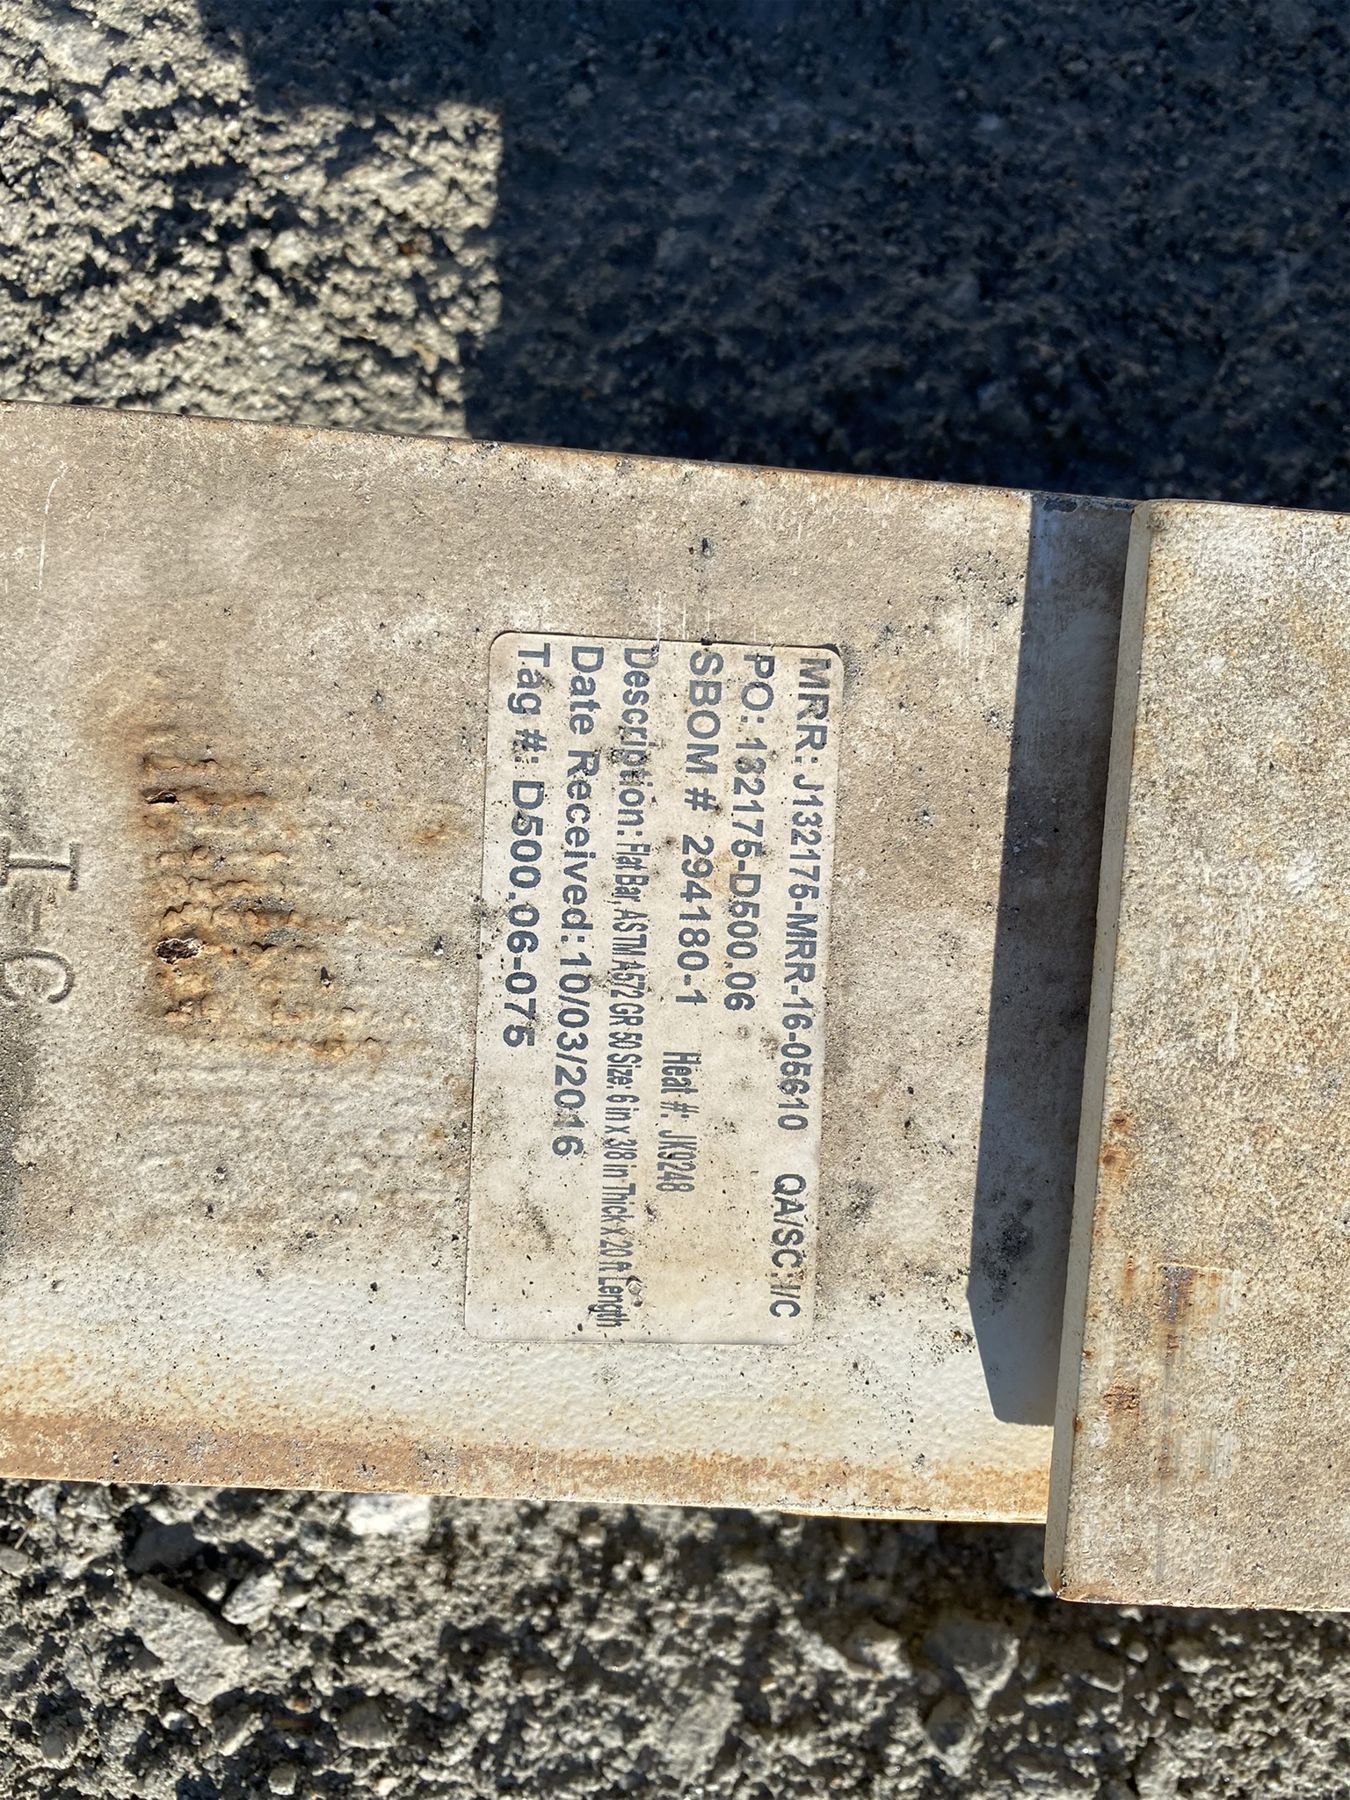 MRR: J132175-MRR-16-05610 QA/SC:I/C
PO: 132175-D500.06
SBOM # 294180-1 Heat #: JK9248
Description: Flat Bar, ASTM A572 GR 50 Size: 6 in x 3/8 in Thick x 20 ft Length
Date Received: 10/03/2016
Tag #: D500.06-075
I-C